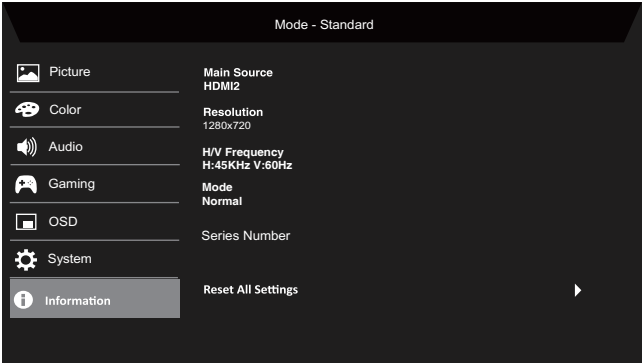 Mode - Standard
Picture
Color
Audio
Gaming
OSD
System
Information
Main Source
HDMI2
Resolution
1280x720
H/V Frequency
H:45KHz V:60Hz
Mode
Normal
Series Number
Reset All Settings